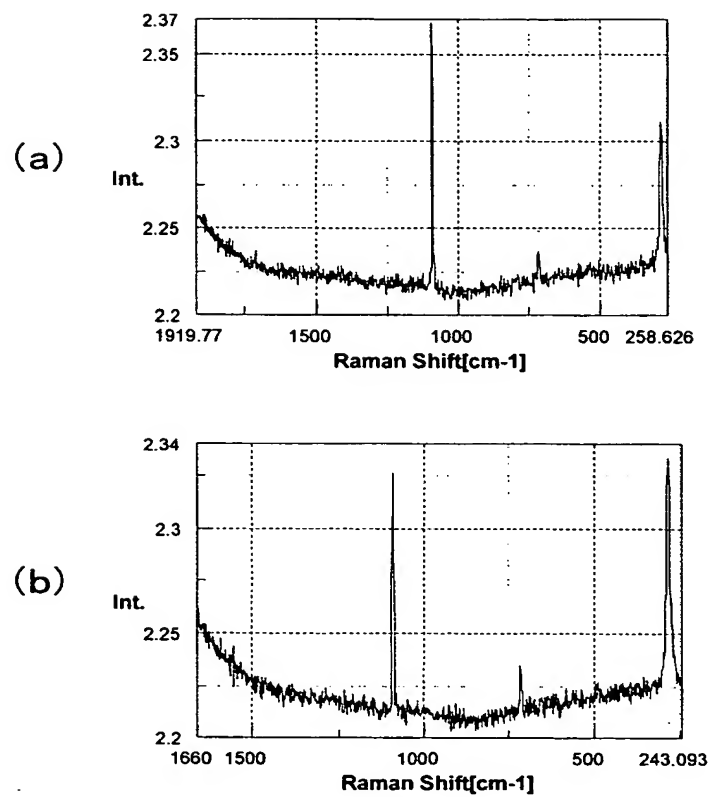 (a)
Int.
2.37
2.35
2.3
2.25
2.2
1919.77 1500 1000 500 258.626
Raman Shift[cm-1]
(b)
Int.
2.34
2.3
2.25
2.2
1660 1500 1000 500 243.093
Raman Shift[cm-1]